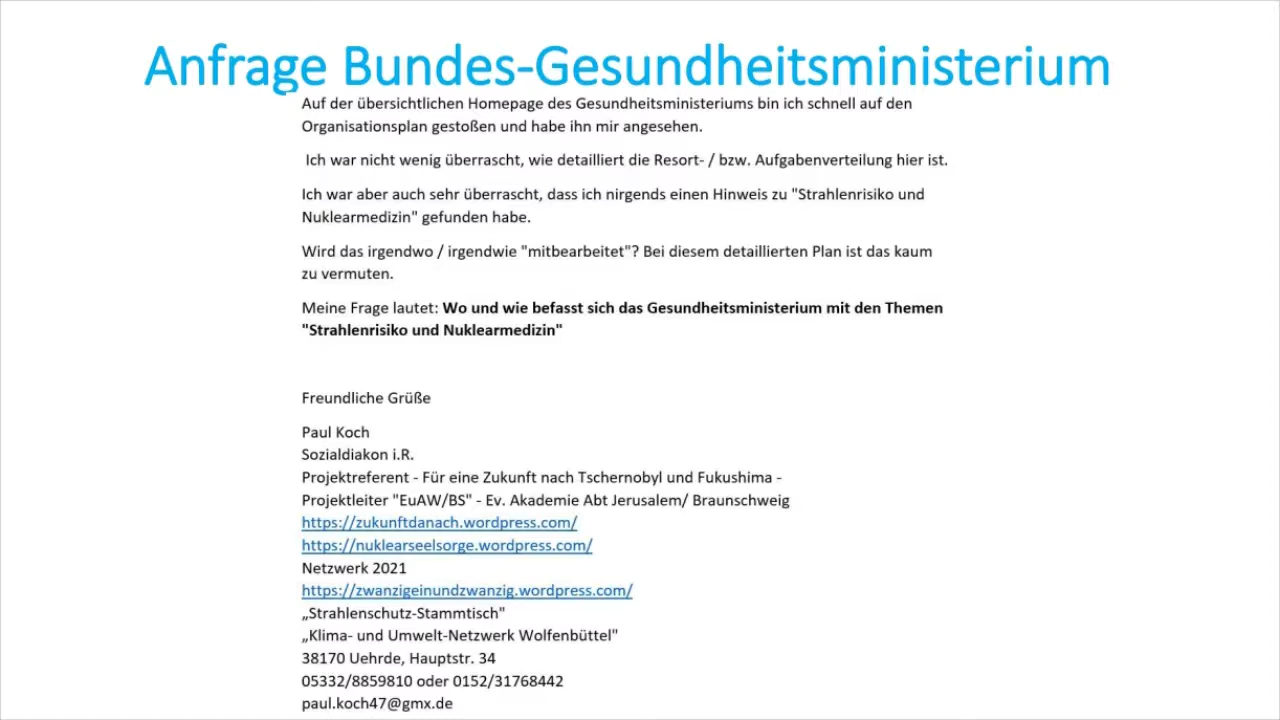 Anfrage Bundes-Gesundheitsministerium
Auf der übersichtlichen Homepage des Gesundheitsministeriums bin ich schnell auf den
Organisationsplan gestoßen und habe ihn mir angesehen.
Ich war nicht wenig überrascht, wie detailliert die Resort- / bzw. Aufgabenverteilung hier ist.
Ich war aber auch sehr überrascht, dass ich nirgends einen Hinweis zu "Strahlenrisiko und
Nuklearmedizin" gefunden habe.
Wird das irgendwo / irgendwie "mitbearbeitet"? Bei diesem detaillierten Plan ist das kaum
zu vermuten.
Meine Frage lautet: Wo und wie befasst sich das Gesundheitsministerium mit den Themen
"Strahlenrisiko und Nuklearmedizin"
Freundliche Grüße
Paul Koch
Sozialdiakon i.R.
Projektreferent - Für eine Zukunft nach Tschernobyl und Fukushima -
Projektleiter "EuAW/BS" - Ev. Akademie Abt Jerusalem/ Braunschweig
https://zukunftdanach.wordpress.com/
https://nuklearseelsorge.wordpress.com/
Netzwerk 2021
https://zwanzigeinundzwanzig.wordpress.com/
„Strahlenschutz-Stammtisch"
„Klima- und Umwelt-Netzwerk Wolfenbüttel"
38170 Uehrde, Hauptstr. 34
05332/8859810 oder 0152/31768442
paul.koch47@gmx.de